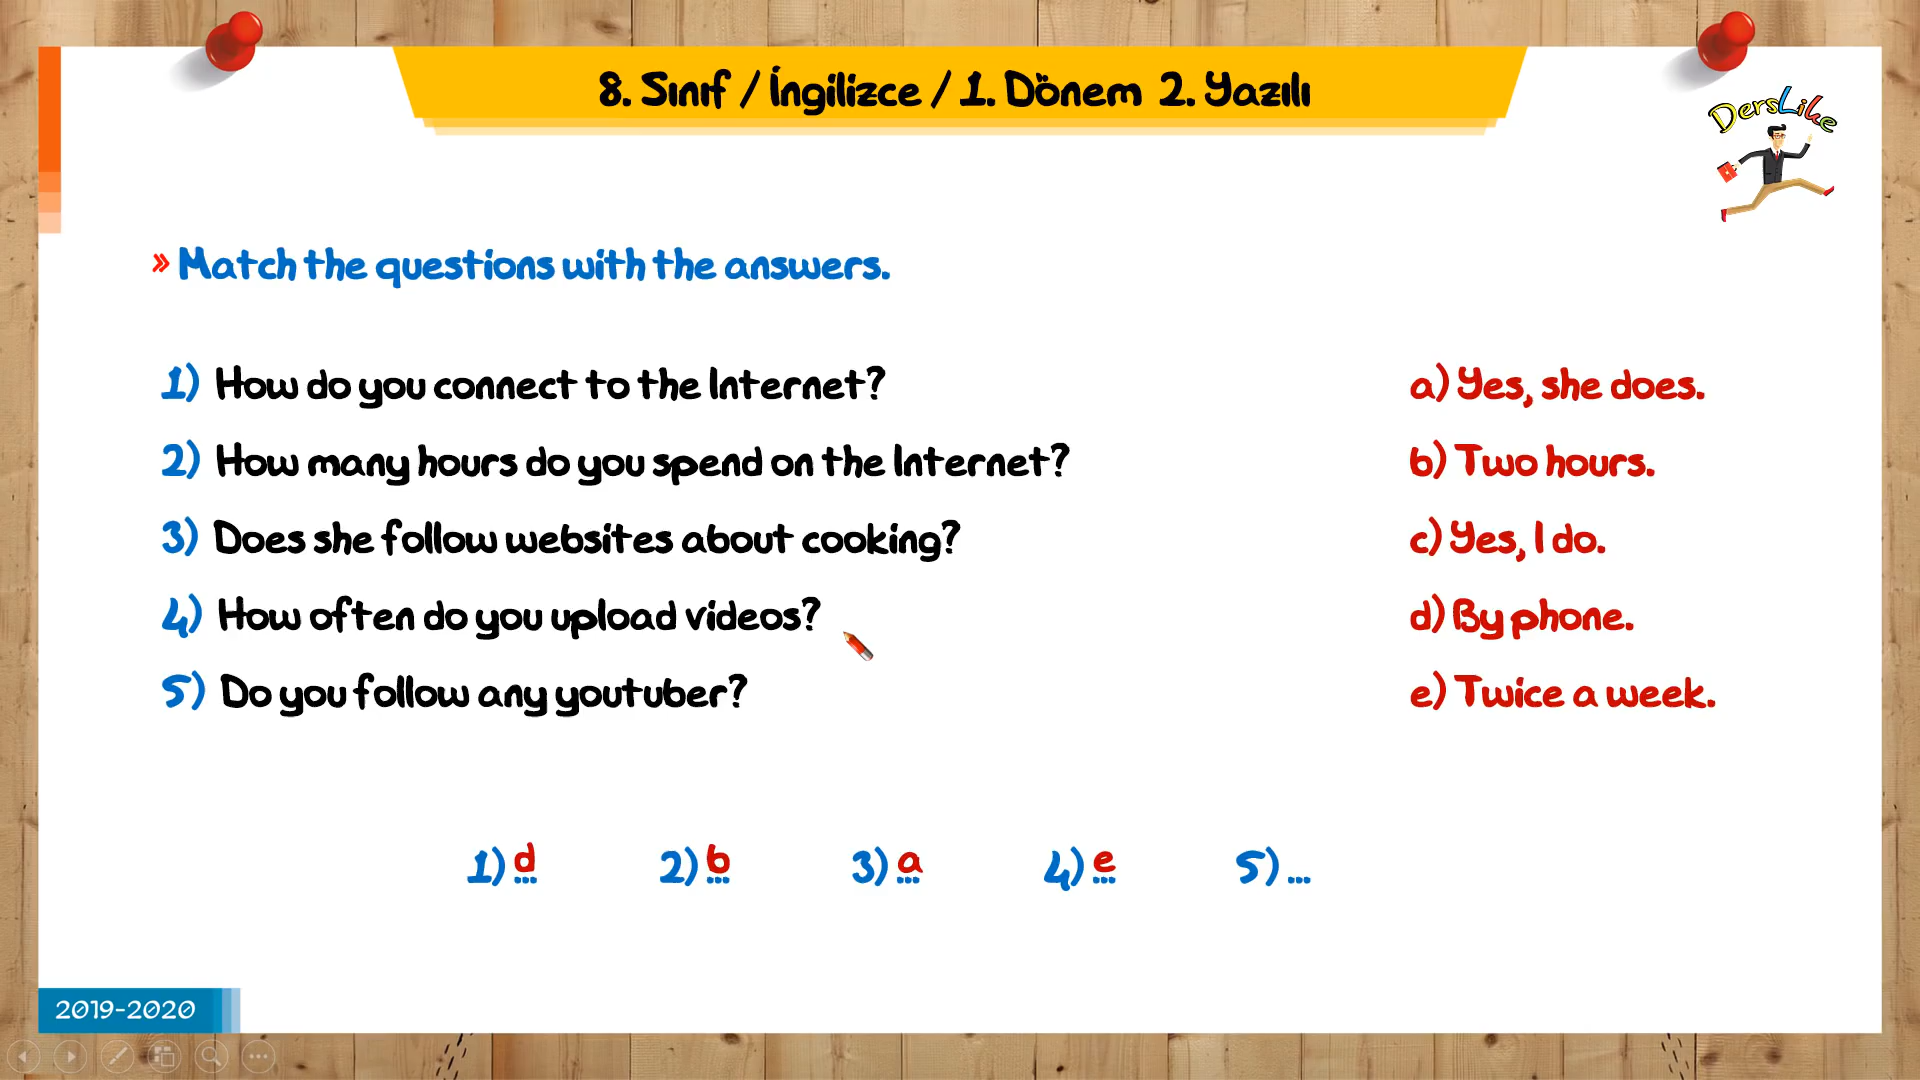 8. Sınıf / İngilizce / 1. Dönem 2. Yazılı
DersLike
» Match the questions with the answers.
1) How do you connect to the Internet?
a) Yes, she does.
2) How many hours do you spend on the Internet?
b) Two hours.
3) Does she follow websites about cooking?
c) Yes, I do.
4) How often do you upload videos?
d) By phone.
5) Do you follow any youtuber?
e) Twice a week.
1) d 2) b 3) a 4) e 5) ...
2019-2020